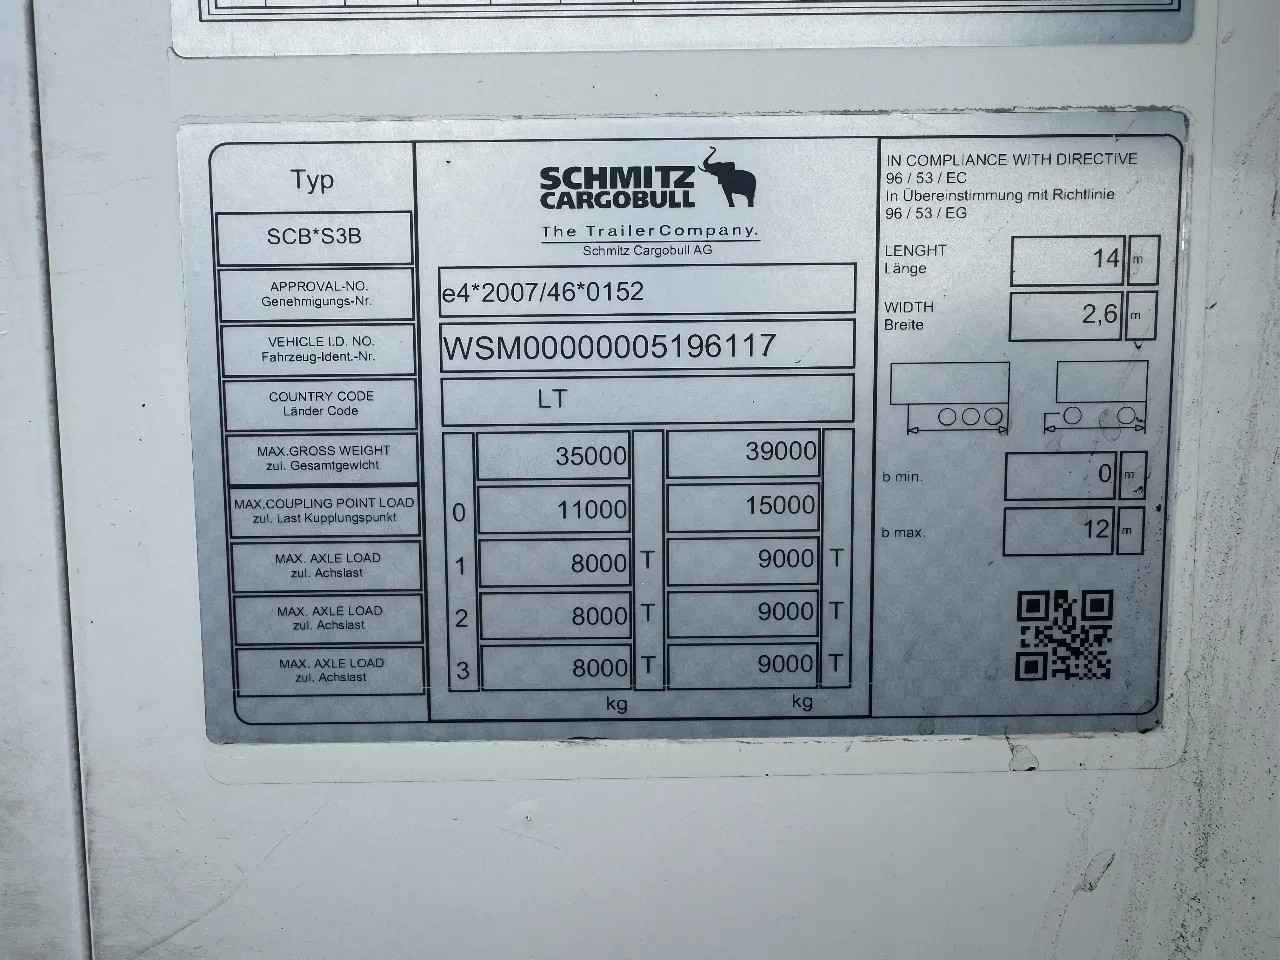 Typ
SCB*S3B
APPROVAL-NO.
Genehmigungs-Nr.
VEHICLE I.D. NO.
Fahrzeug-Ident.-Nr.
COUNTRY CODE
Länder Code
MAX.GROSS WEIGHT
zul. Gesamtgewicht
MAX.COUPLING POINT LOAD
zul. Last Kupplungspunkt
MAX. AXLE LOAD
zul. Achslast
MAX. AXLE LOAD
zul. Achslast
MAX. AXLE LOAD
zul. Achslast
SCHMITZ
CARGOBULL
The TrailerCompany.
Schmitz Cargobull AG
e4*2007/46*0152
WSM00000005196117
LT
35000 39000
0 11000 15000
1 8000 T 9000 T
2 8000 T 9000 T
3 8000 T 9000 T
kg kg
IN COMPLIANCE WITH DIRECTIVE
96 / 53 / EC
In Übereinstimmung mit Richtlinie
96 / 53 / EG
LENGHT
Länge
14 m
WIDTH
Breite
2,6 m
b min. 0 m
b max. 12 m